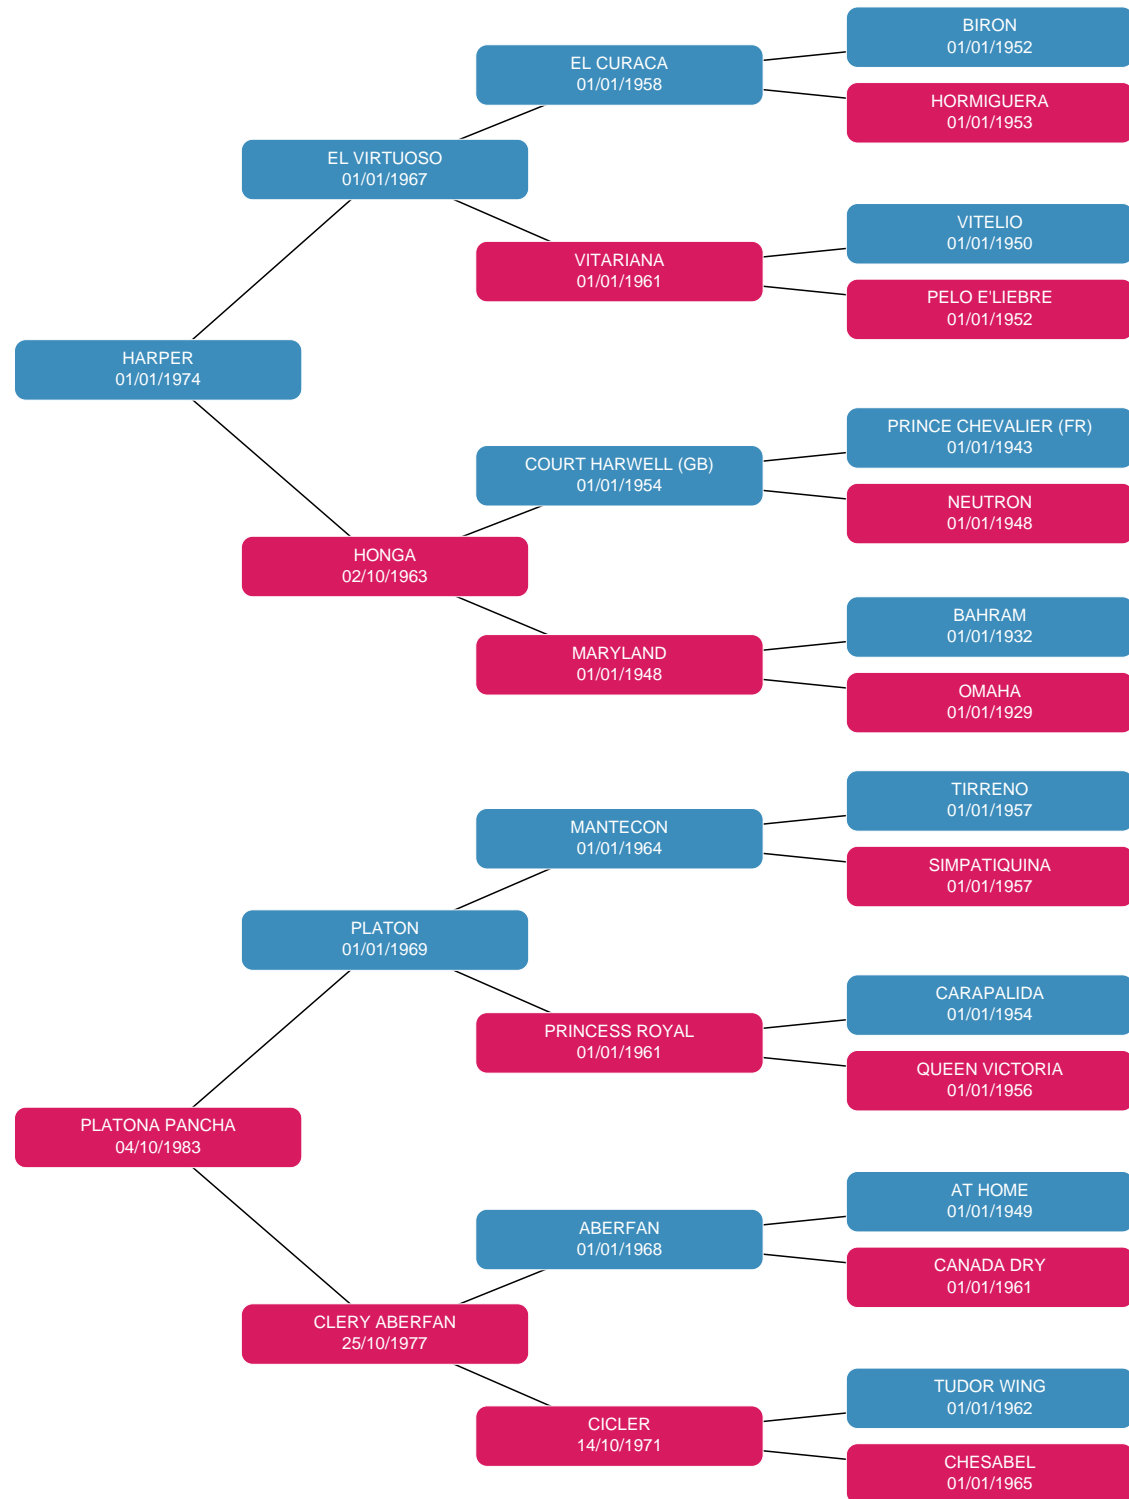 BIRON
01/01/1952
EL CURACA
01/01/1958
HORMIGUERA
01/01/1953
EL VIRTUOSO
01/01/1967
VITELIO
01/01/1950
VITARIANA
01/01/1961
PELO E'LIEBRE
01/01/1952
HARPER
01/01/1974
PRINCE CHEVALIER (FR)
01/01/1943
COURT HARWELL (GB)
01/01/1954
NEUTRON
01/01/1948
HONGA
02/10/1963
BAHRAM
01/01/1932
MARYLAND
01/01/1948
OMAHA
01/01/1929
TIRRENO
01/01/1957
MANTECON
01/01/1964
SIMPATIQUINA
01/01/1957
PLATON
01/01/1969
CARAPALIDA
01/01/1954
PRINCESS ROYAL
01/01/1961
QUEEN VICTORIA
01/01/1956
PLATONA PANCHA
04/10/1983
AT HOME
01/01/1949
ABERFAN
01/01/1968
CANADA DRY
01/01/1961
CLERY ABERFAN
25/10/1977
TUDOR WING
01/01/1962
CICLER
14/10/1971
CHESABEL
01/01/1965